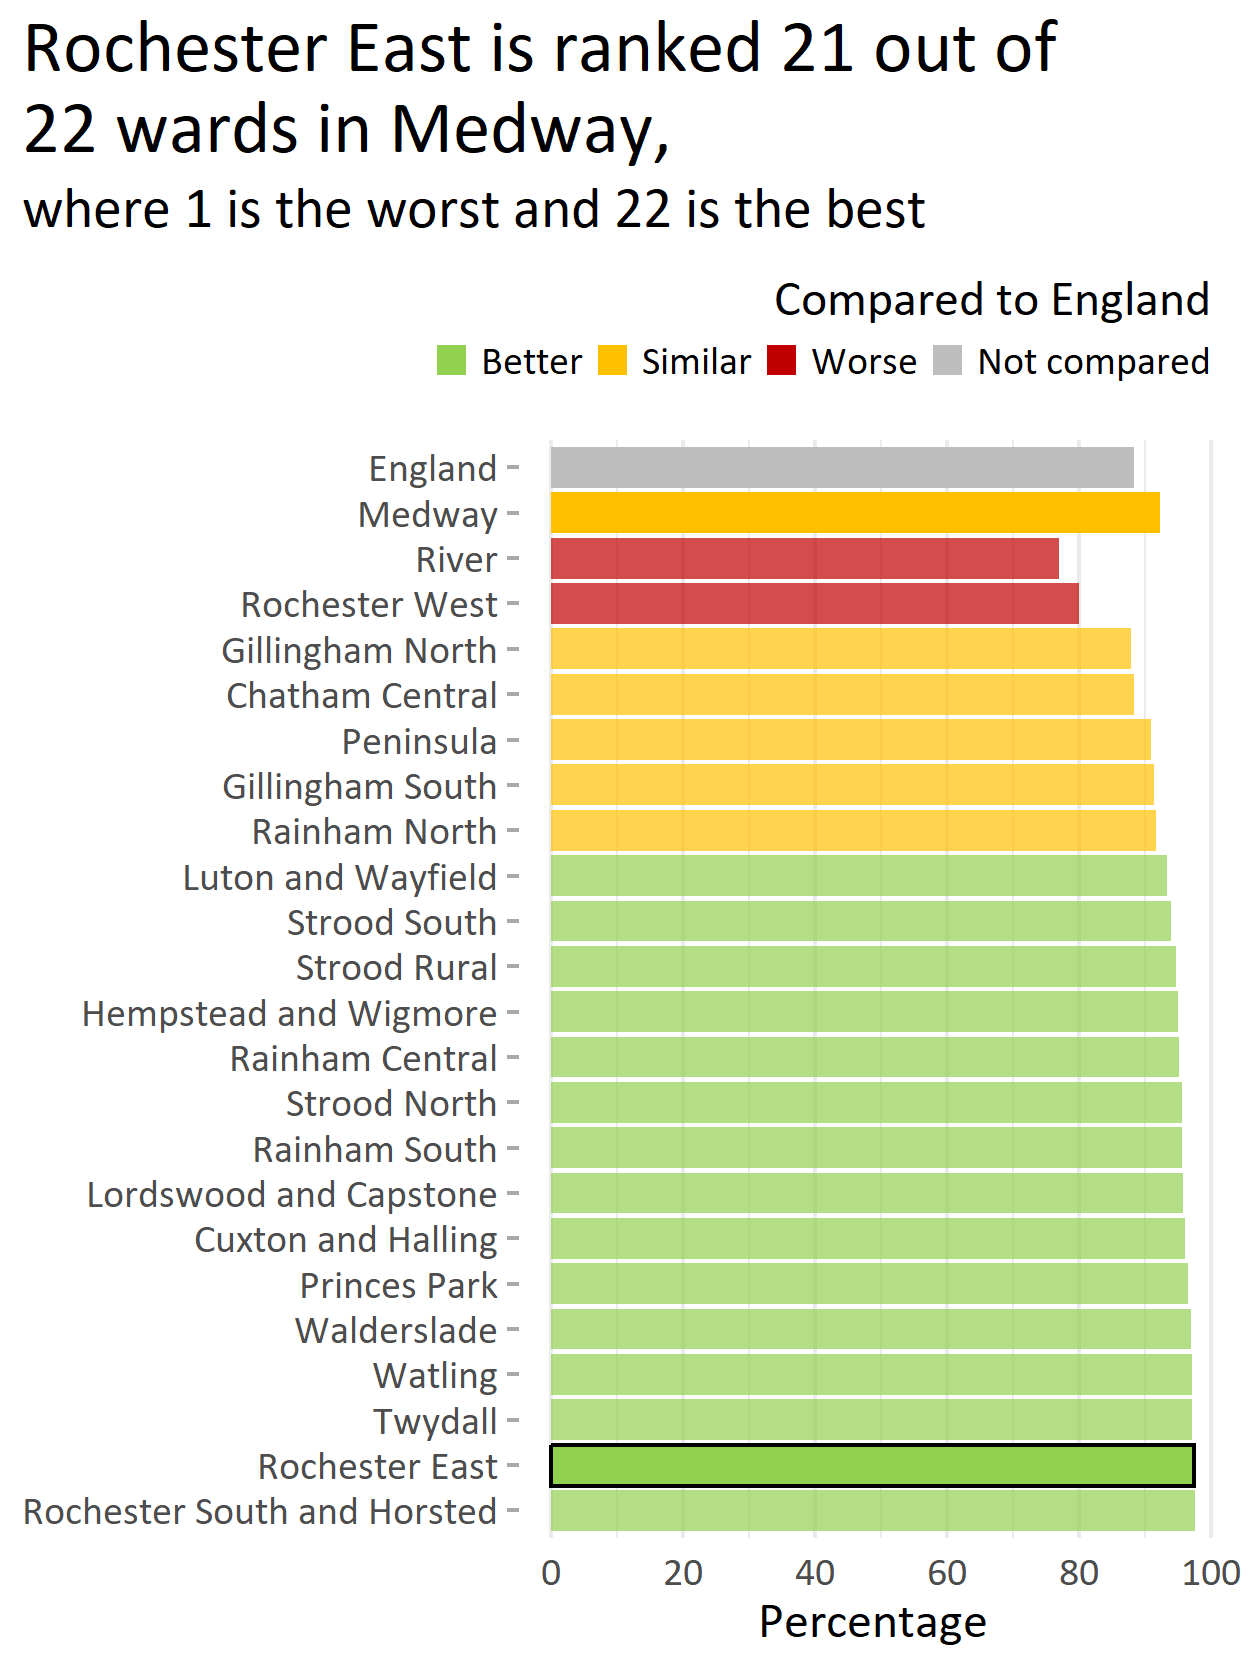 Rochester East is ranked 21 out of
22 wards in Medway,
where 1 is the worst and 22 is the best
Compared to England
Better Similar Worse Not compared
England
Medway
River
Rochester West
Gillingham North
Chatham Central
Peninsula
Gillingham South
Rainham North
Luton and Wayfield
Strood South
Strood Rural
Hempstead and Wigmore
Rainham Central
Strood North
Rainham South
Lordswood and Capstone
Cuxton and Halling
Princes Park
Walderslade
Watling
Twydall
Rochester East
Rochester South and Horsted
0 20 40 60 80 100
Percentage